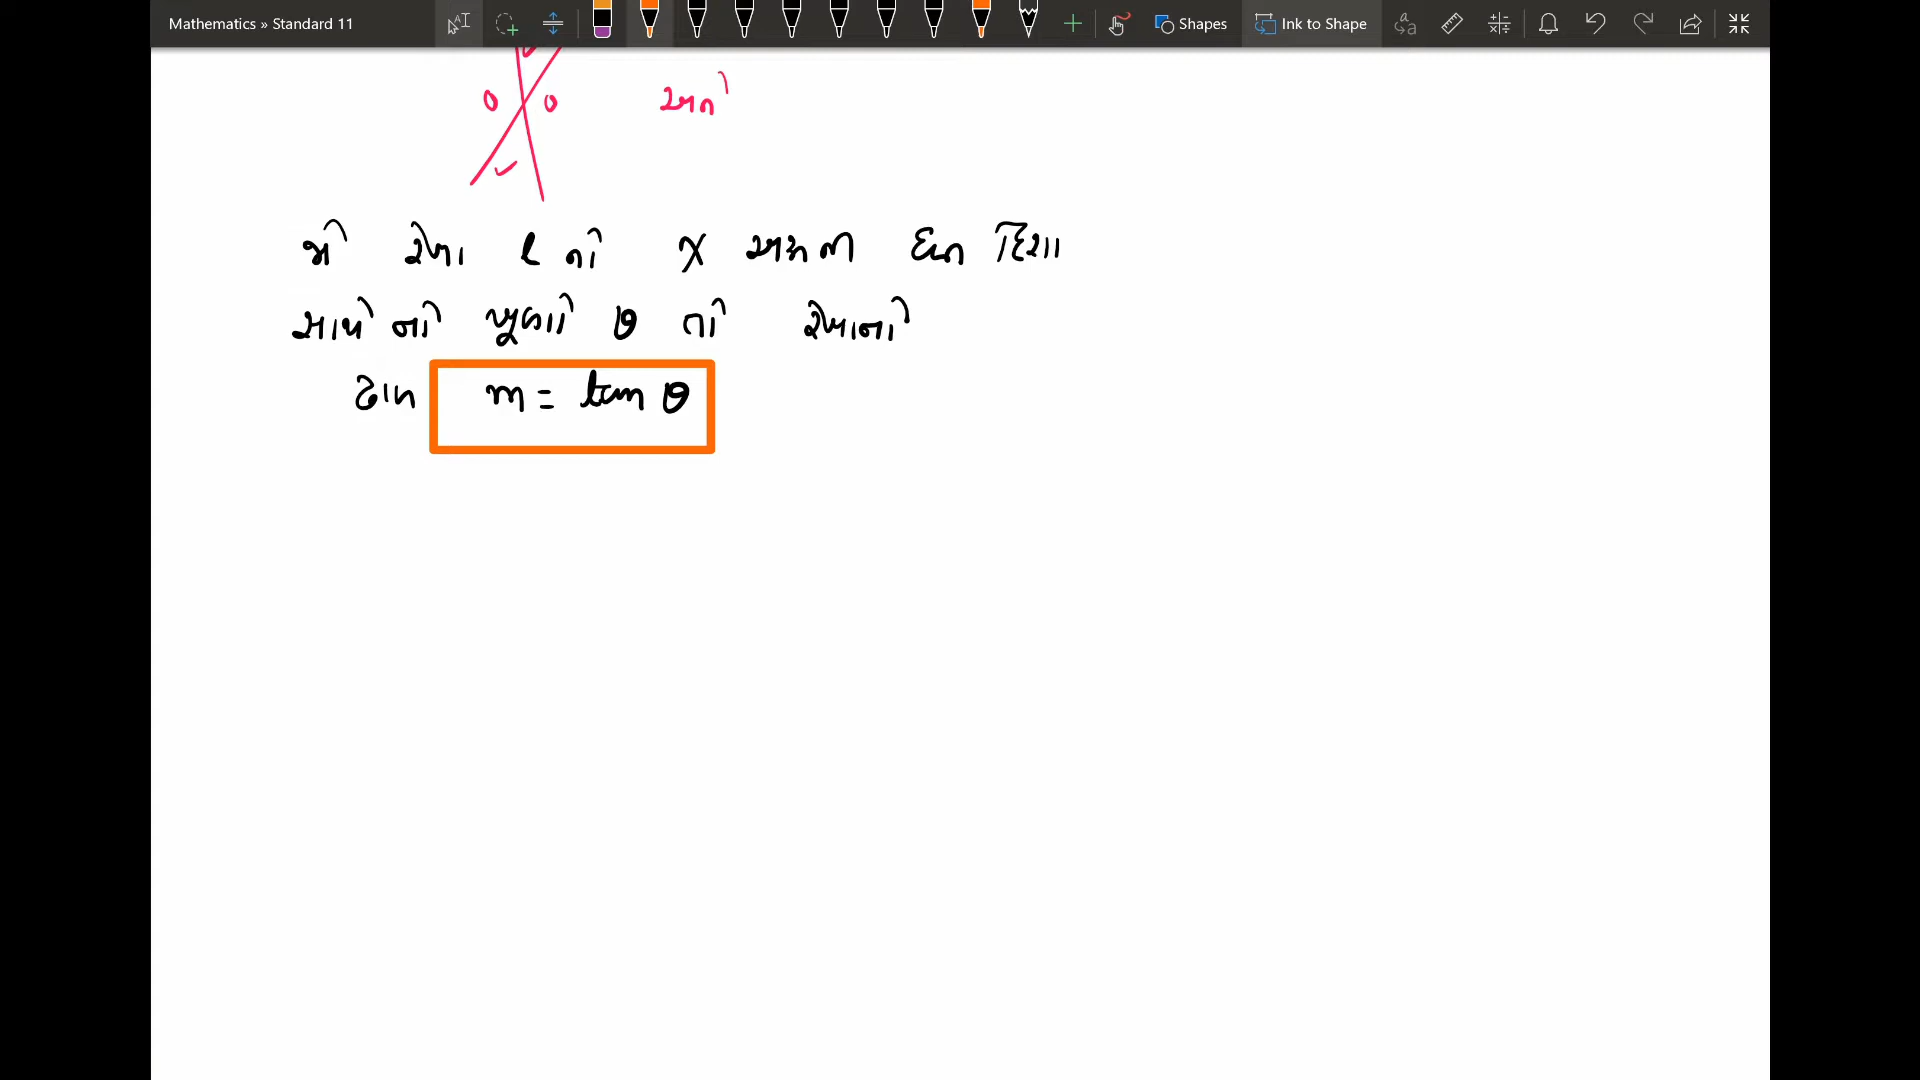 Mathematics » Standard 11
Shapes
Ink to Shape
0 0 અને
જો રેખા l નો X અક્ષના ધન દિશા
સાથેનો ખૂણો θ તો રેખાનો
ઢાળ m = tan θ